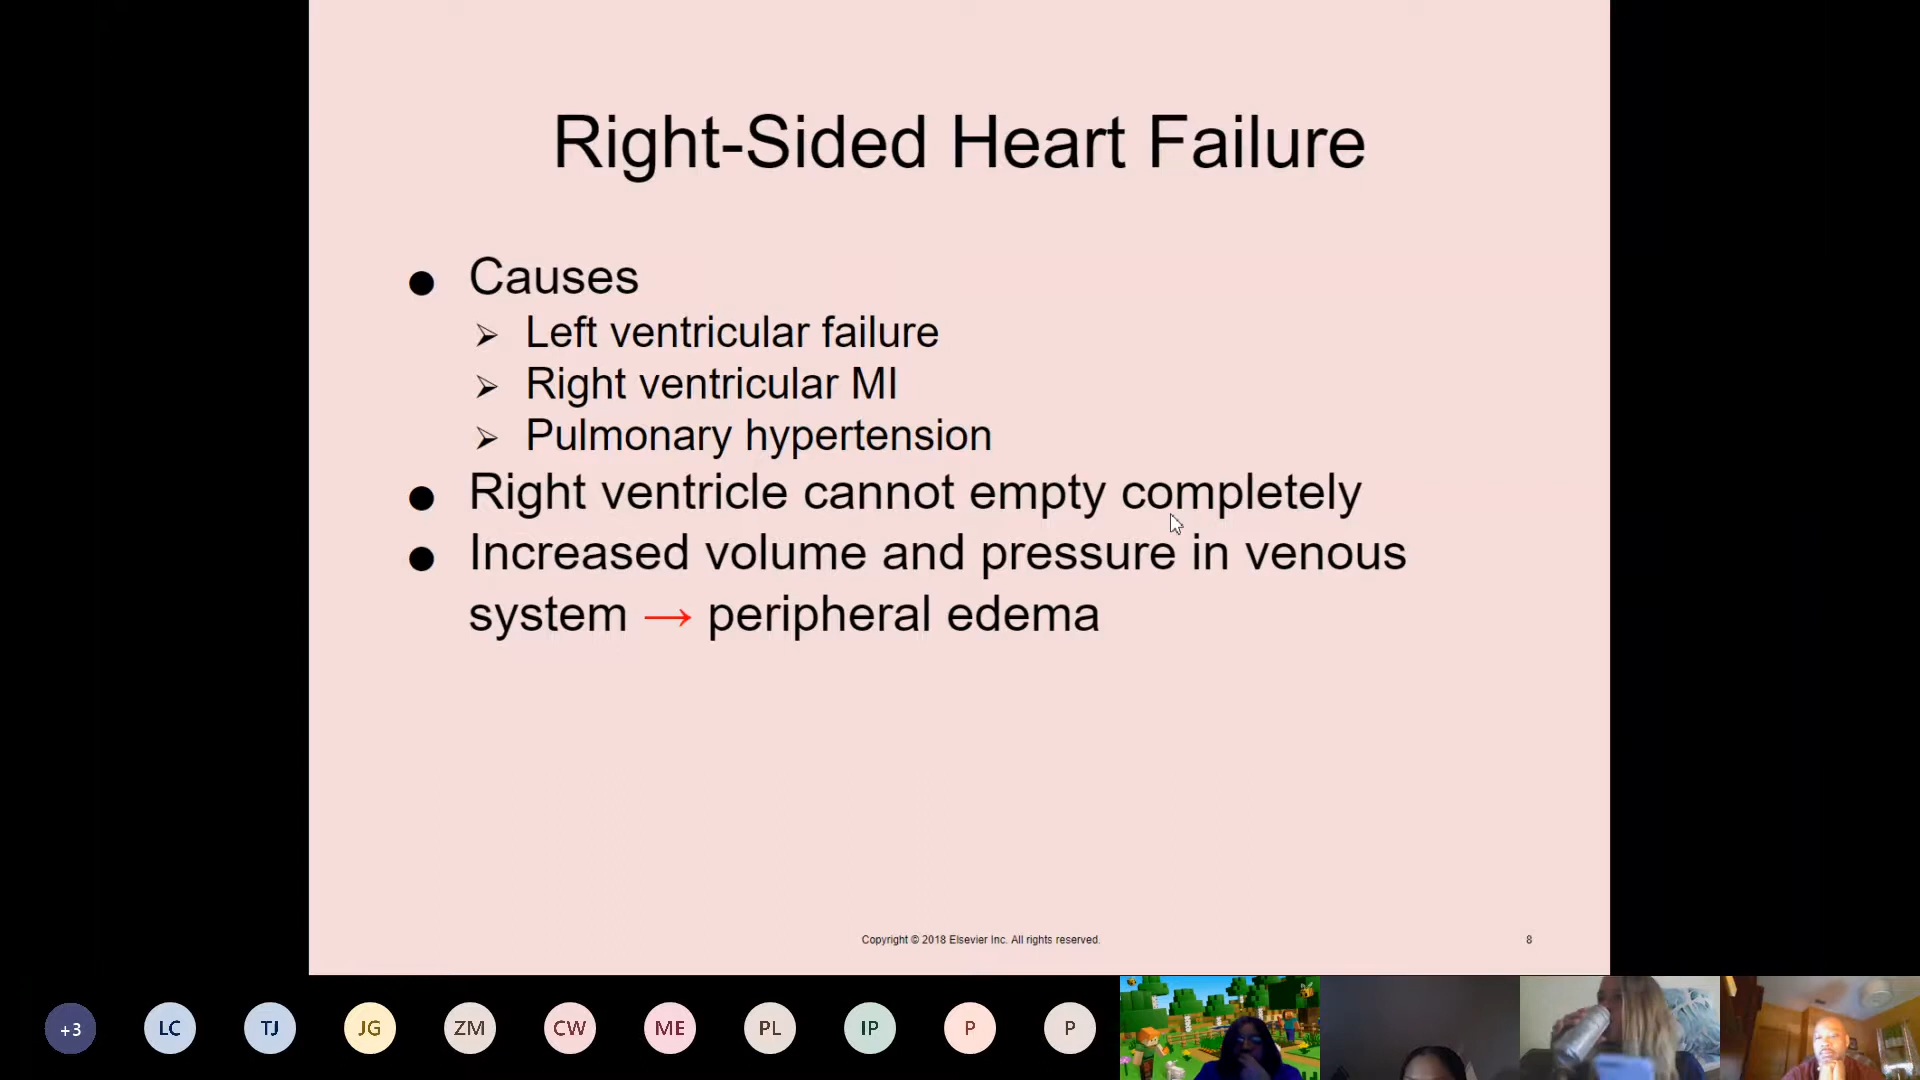 Right-Sided Heart Failure
● Causes
➢ Left ventricular failure
➢ Right ventricular MI
➢ Pulmonary hypertension
● Right ventricle cannot empty completely
● Increased volume and pressure in venous
system → peripheral edema
Copyright © 2018 Elsevier Inc. All rights reserved.
8
+3 LC TJ JG ZM CW ME PL IP P P